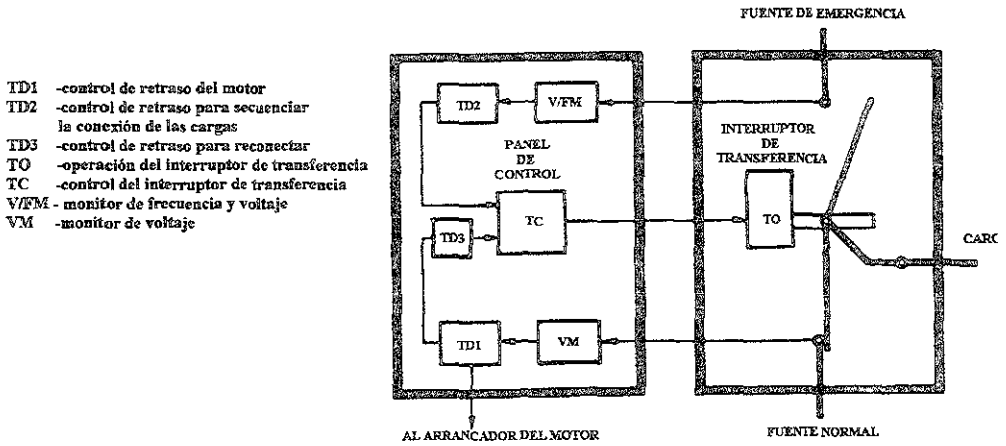 FUENTE DE EMERGENCIA
TD1 -control de retraso del motor
TD2 -control de retraso para secuenciar
la conexión de las cargas
TD3 -control de retraso para reconectar
TO -operación del interruptor de transferencia
TC -control del interruptor de transferencia
V/FM - monitor de frecuencia y voltaje
VM -monitor de voltaje
TD2
V/FM
PANEL
DE
CONTROL
INTERRUPTOR
DE
TRANSFERENCIA
TC
TO
TD3
CARG
TD1
VM
AL ARRANCADOR DEL MOTOR
FUENTE NORMAL